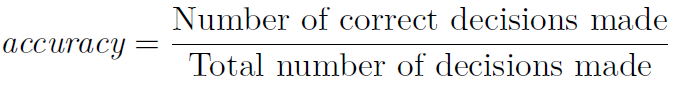 accuracy = Number of correct decisions made
Total number of decisions made